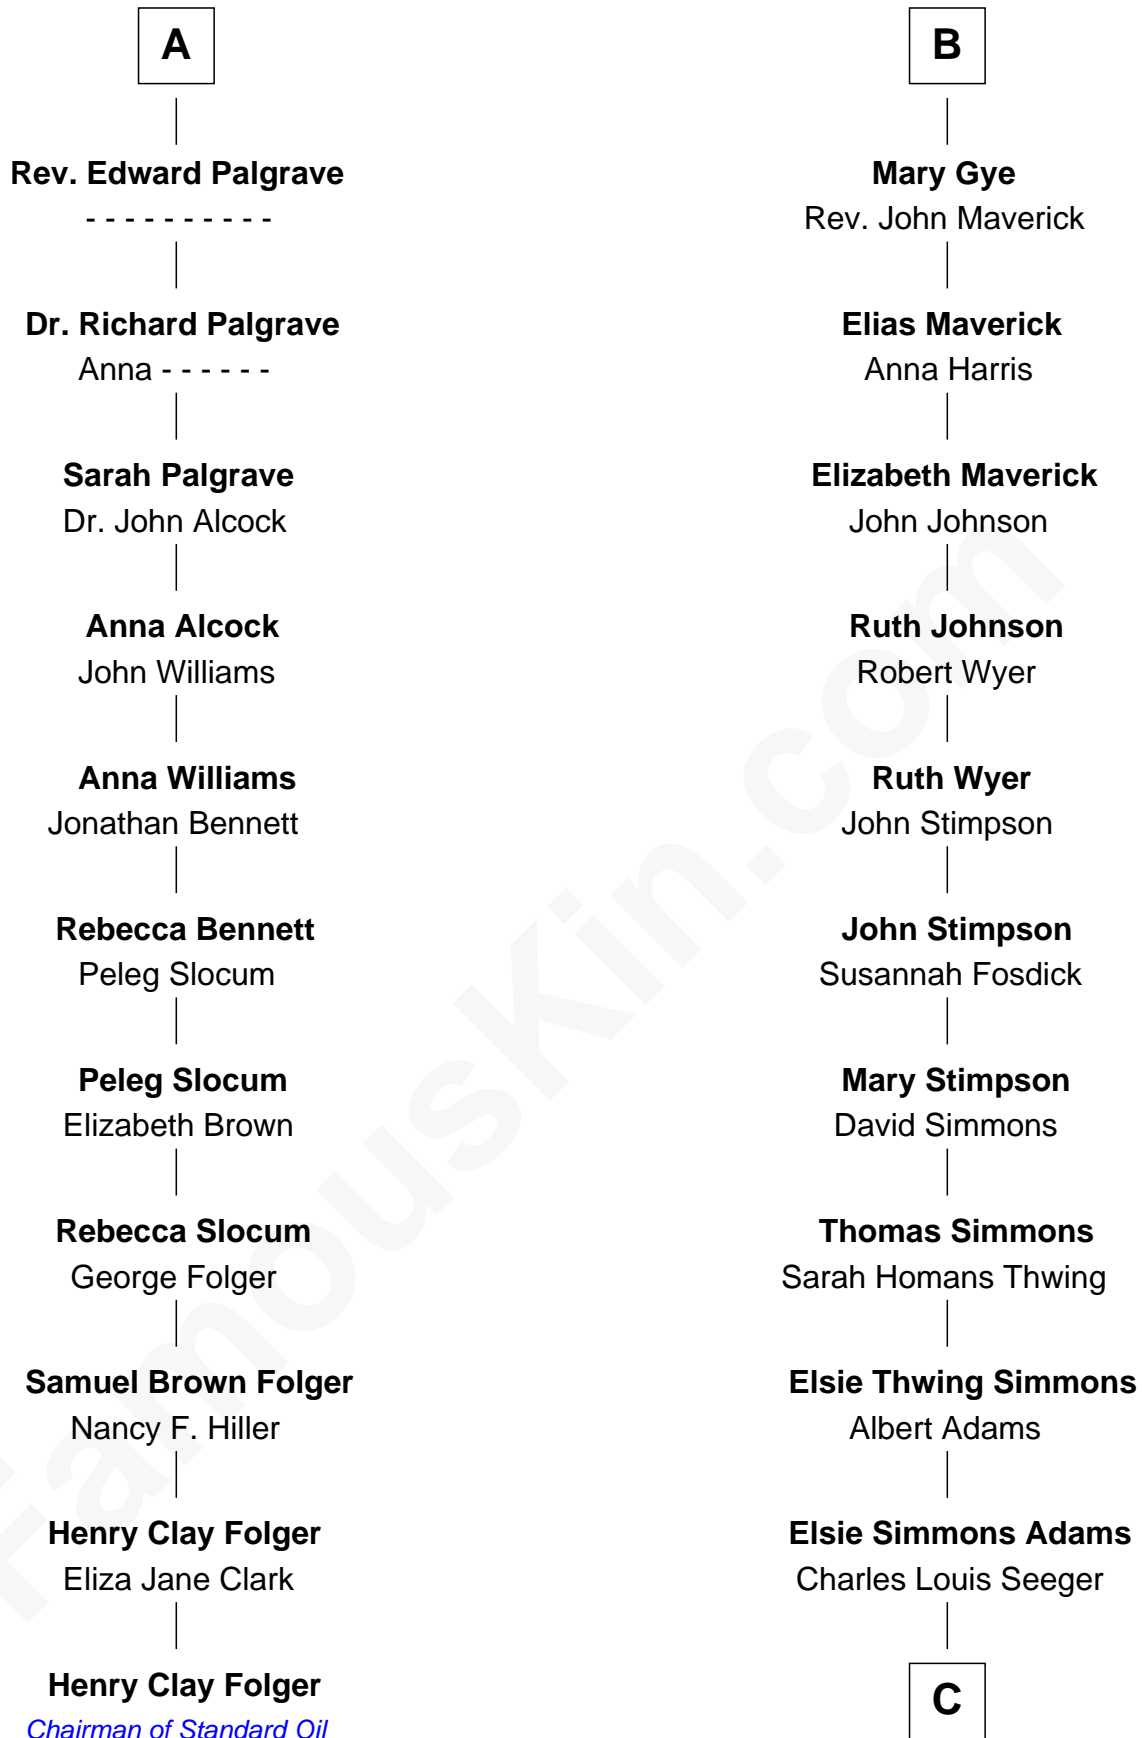 A
Rev. Edward Palgrave
- - - - - - - - - -
Dr. Richard Palgrave
Anna - - - - - -
Sarah Palgrave
Dr. John Alcock
Anna Alcock
John Williams
Anna Williams
Jonathan Bennett
Rebecca Bennett
Peleg Slocum
Peleg Slocum
Elizabeth Brown
Rebecca Slocum
George Folger
Samuel Brown Folger
Nancy F. Hiller
Henry Clay Folger
Eliza Jane Clark
Henry Clay Folger
Chairman of Standard Oil
B
Mary Gye
Rev. John Maverick
Elias Maverick
Anna Harris
Elizabeth Maverick
John Johnson
Ruth Johnson
Robert Wyer
Ruth Wyer
John Stimpson
John Stimpson
Susannah Fosdick
Mary Stimpson
David Simmons
Thomas Simmons
Sarah Homans Thwing
Elsie Thwing Simmons
Albert Adams
Elsie Simmons Adams
Charles Louis Seeger
C
FamousKin.com